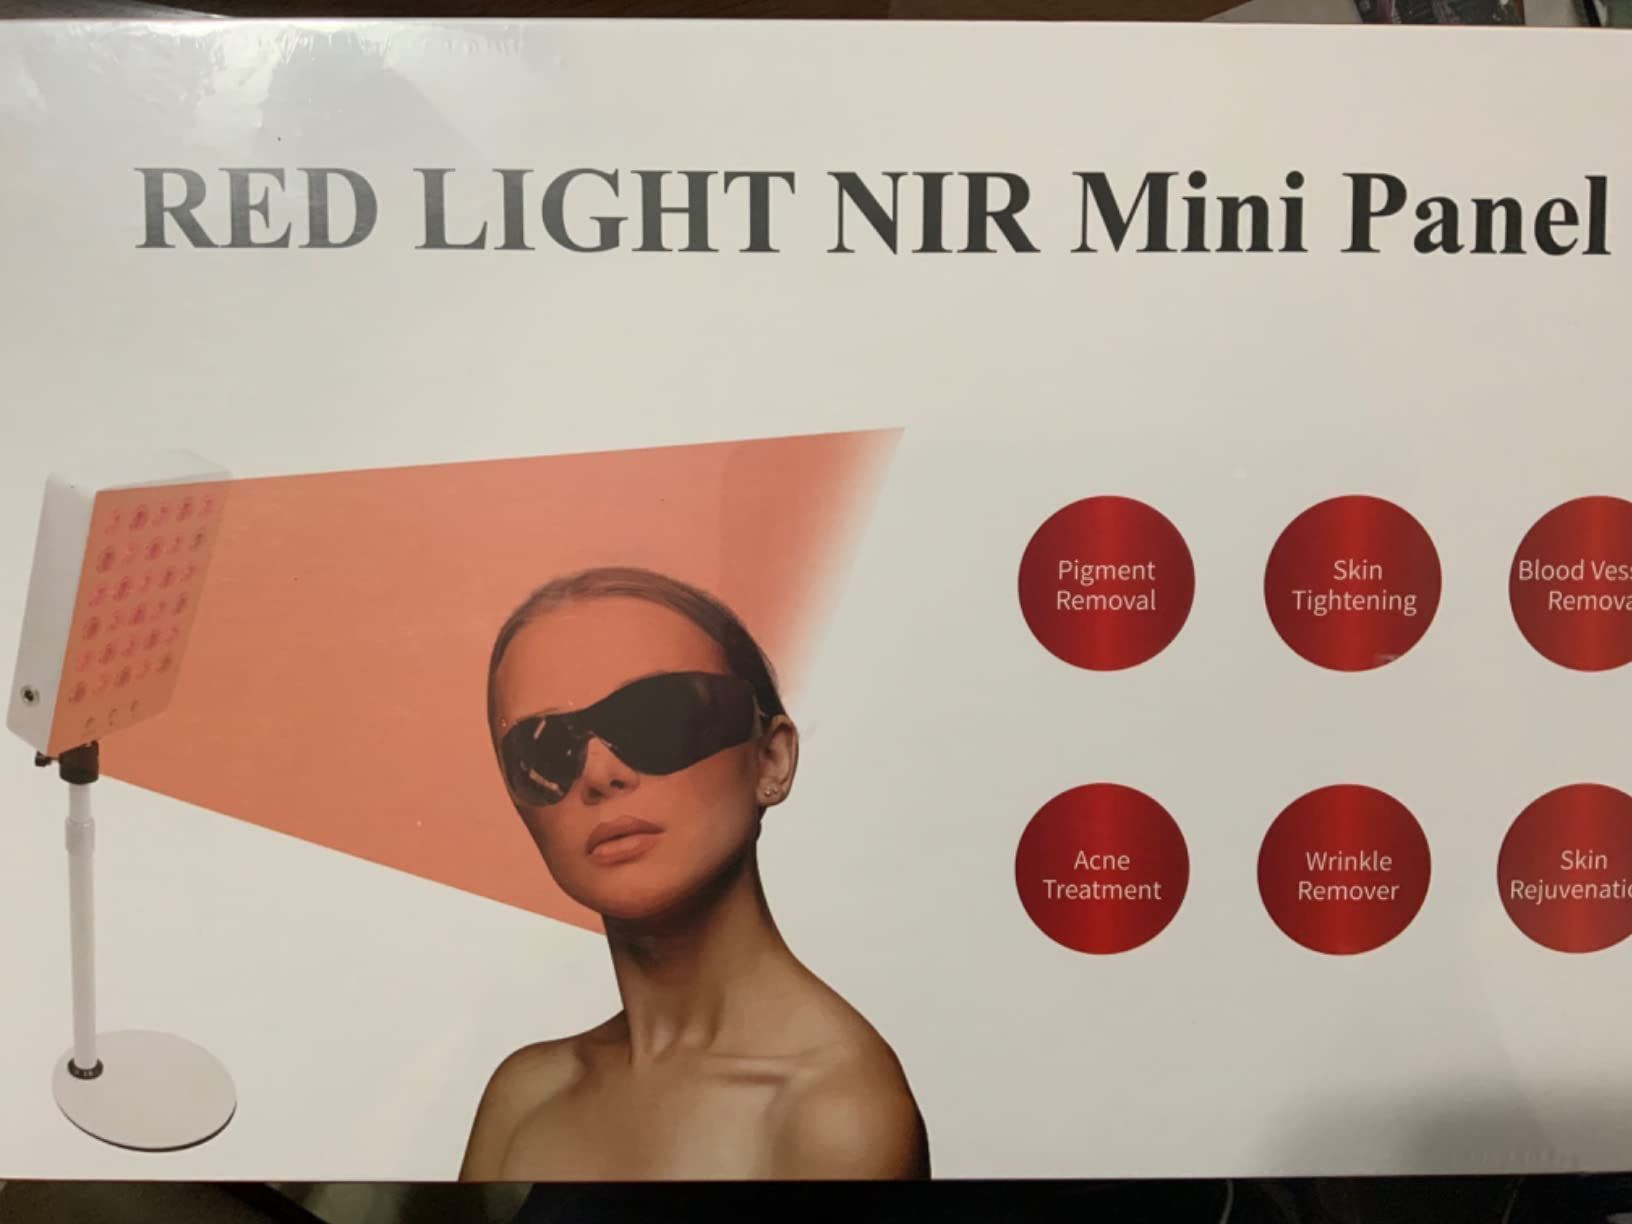 RED LIGHT NIR Mini Panel
Pigment
Removal
Skin
Tightening
Blood
Acne
Treatment
Wrinkle
Remover
Skin